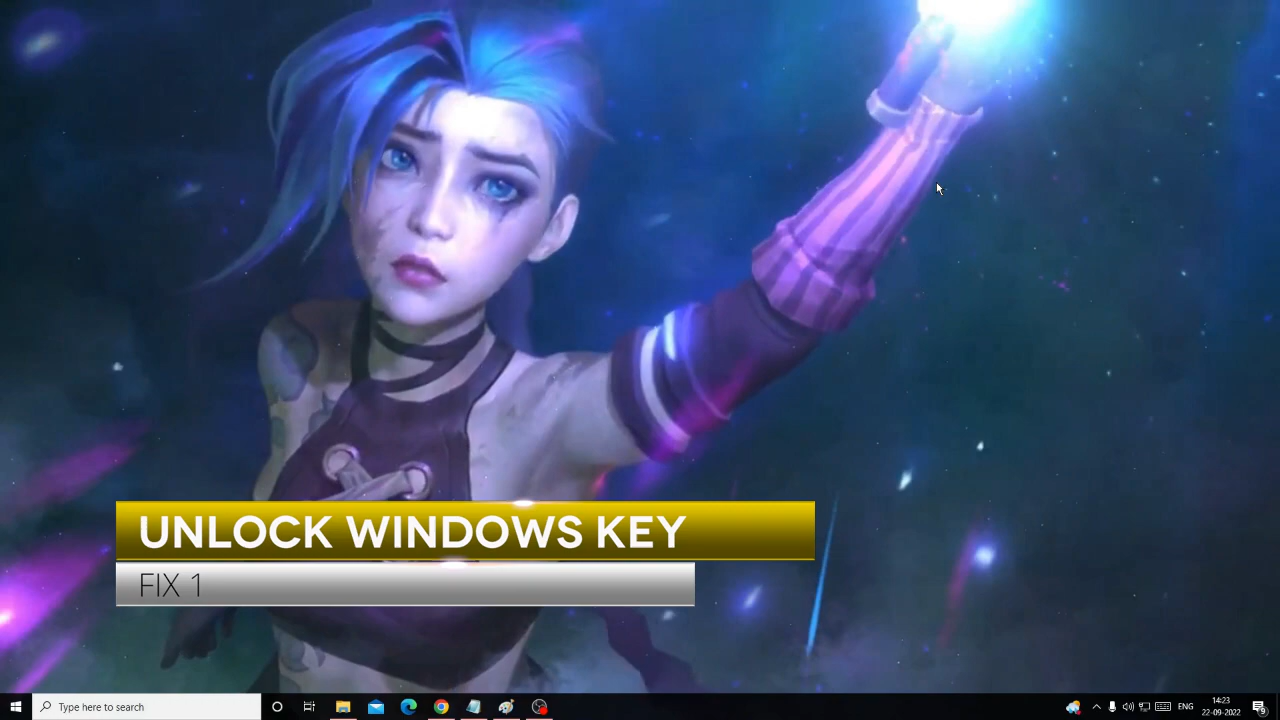 UNLOCK WINDOWS KEY
FIX 1
Type here to search
ENG
14:23
22-09-2022